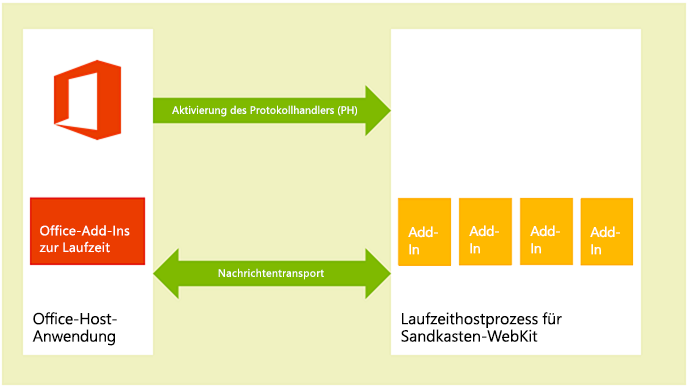 Aktivierung des Protokollhandlers (PH)
Office-Add-Ins
zur Laufzeit
Add-
In
Add-
In
Add-
In
Add-
In
Nachrichtentransport
Office-Host-
Anwendung
Laufzeithostprozess für
Sandkasten-WebKit